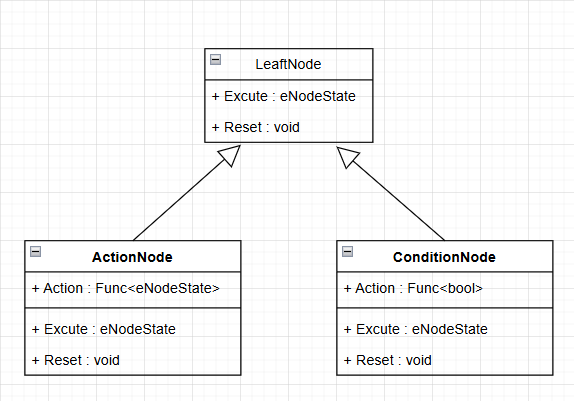 LeaftNode
+ Excute : eNodeState
+ Reset : void
ActionNode
+ Action : Func<eNodeState>
+ Excute : eNodeState
+ Reset : void
ConditionNode
+ Action : Func<bool>
+ Excute : eNodeState
+ Reset : void